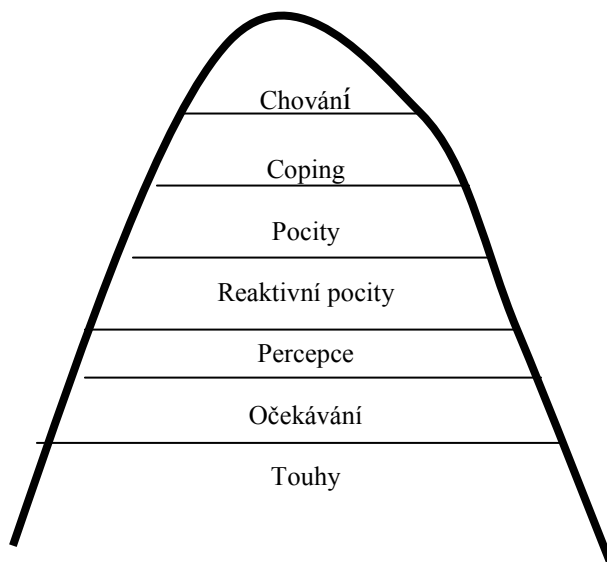 Chování
Coping
Pocity
Reaktivní pocity
Percepce
Očekávání
Touhy